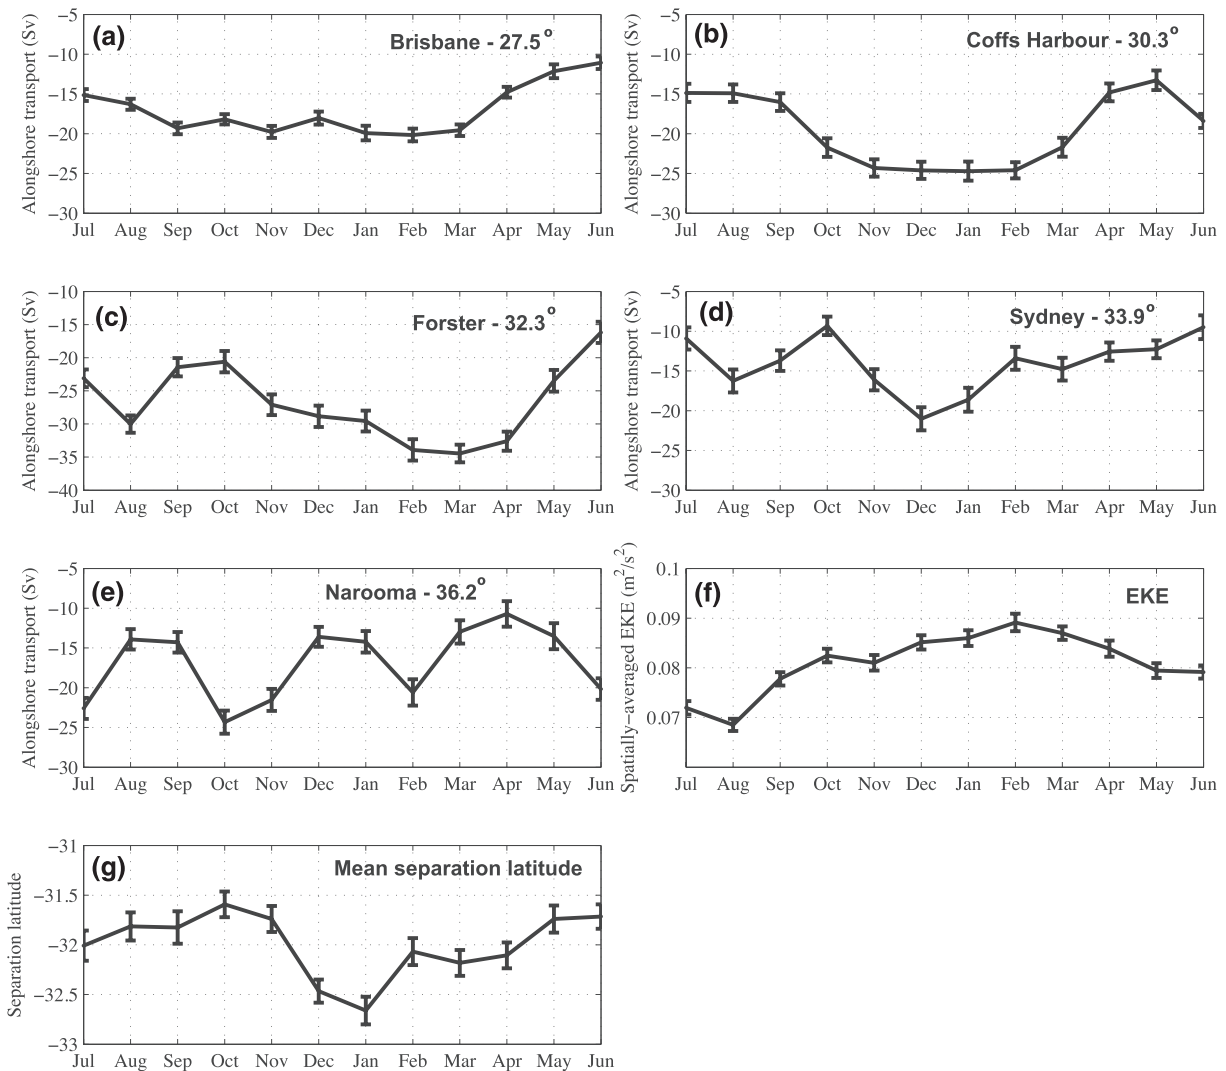 (a)
Brisbane - 27.5°
Alongshore transport (Sv)
−5
−10
−15
−20
−25
−30
Jul Aug Sep Oct Nov Dec Jan Feb Mar Apr May Jun
(b)
Coffs Harbour - 30.3°
Alongshore transport (Sv)
−5
−10
−15
−20
−25
−30
Jul Aug Sep Oct Nov Dec Jan Feb Mar Apr May Jun
(c)
Forster - 32.3°
Alongshore transport (Sv)
−10
−15
−20
−25
−30
−35
−40
Jul Aug Sep Oct Nov Dec Jan Feb Mar Apr May Jun
(d)
Sydney - 33.9°
Alongshore transport (Sv)
−5
−10
−15
−20
−25
−30
Jul Aug Sep Oct Nov Dec Jan Feb Mar Apr May Jun
(e)
Narooma - 36.2°
Alongshore transport (Sv)
−5
−10
−15
−20
−25
−30
Jul Aug Sep Oct Nov Dec Jan Feb Mar Apr May Jun
(f)
EKE
Spatially−averaged EKE (m²/s²)
0.1
0.09
0.08
0.07
Jul Aug Sep Oct Nov Dec Jan Feb Mar Apr May Jun
(g)
Mean separation latitude
Separation latitude
−31
−31.5
−32
−32.5
−33
Jul Aug Sep Oct Nov Dec Jan Feb Mar Apr May Jun